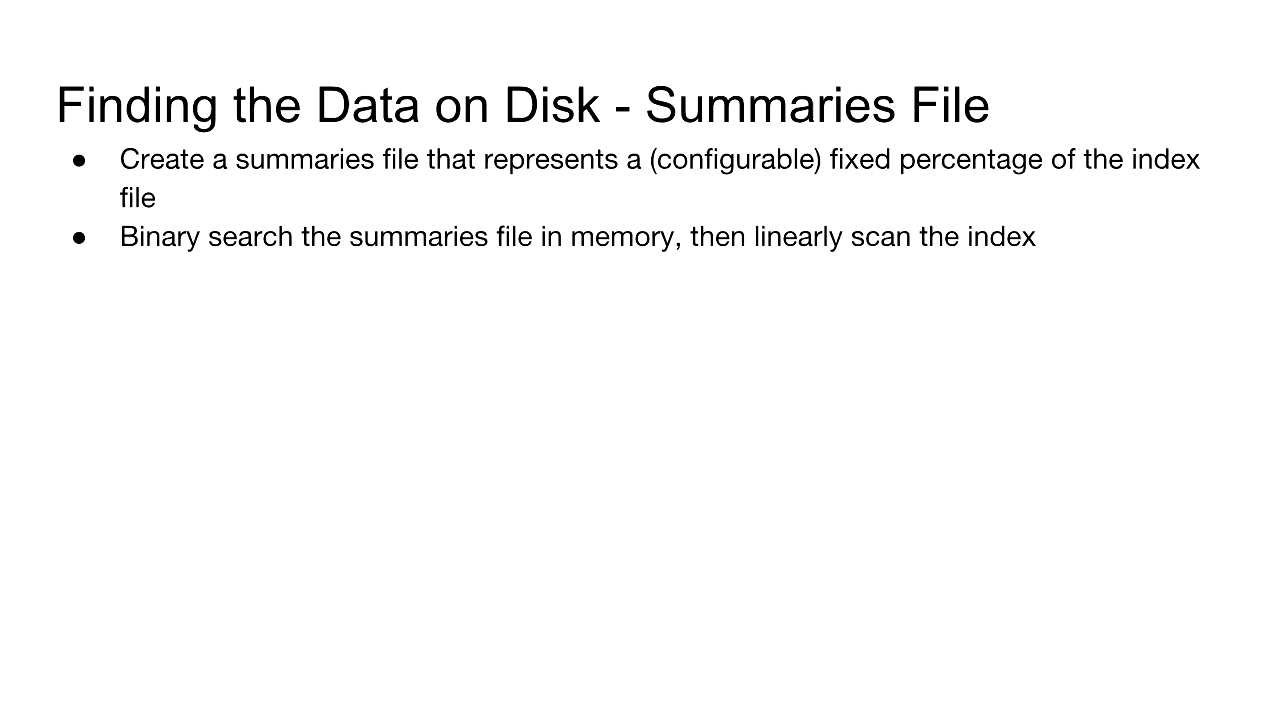 Finding the Data on Disk - Summaries File
● Create a summaries file that represents a (configurable) fixed percentage of the index
file
● Binary search the summaries file in memory, then linearly scan the index